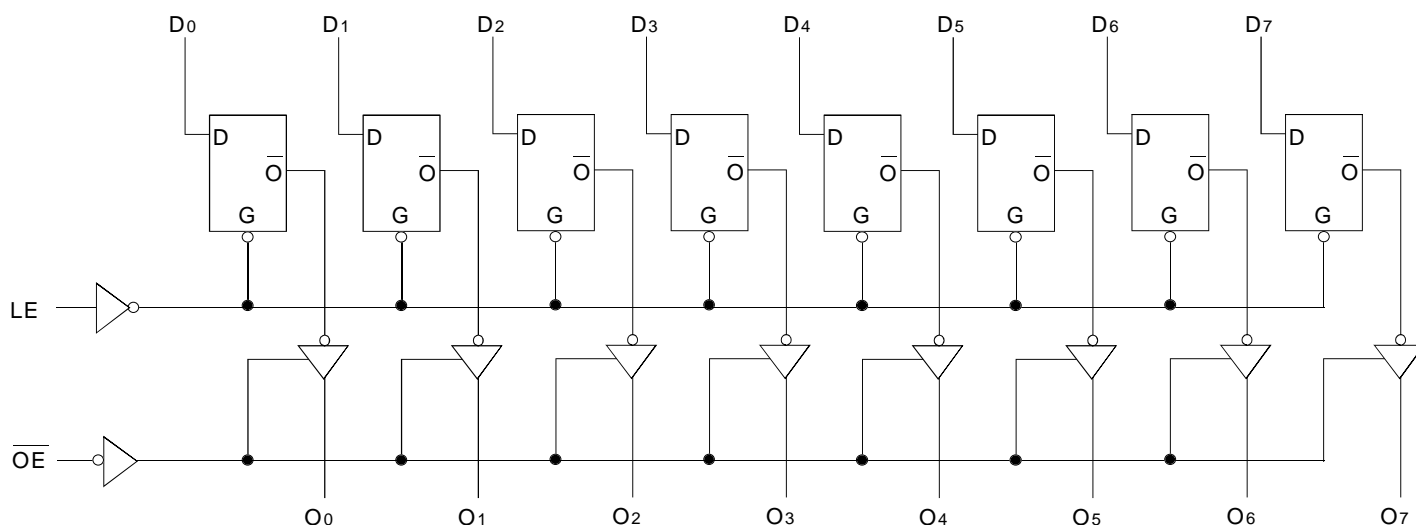 D0 D1 D2 D3 D4 D5 D6 D7
D D D D D D D D
O O O O O O O O
G G G G G G G G
LE
OE
O0 O1 O2 O3 O4 O5 O6 O7